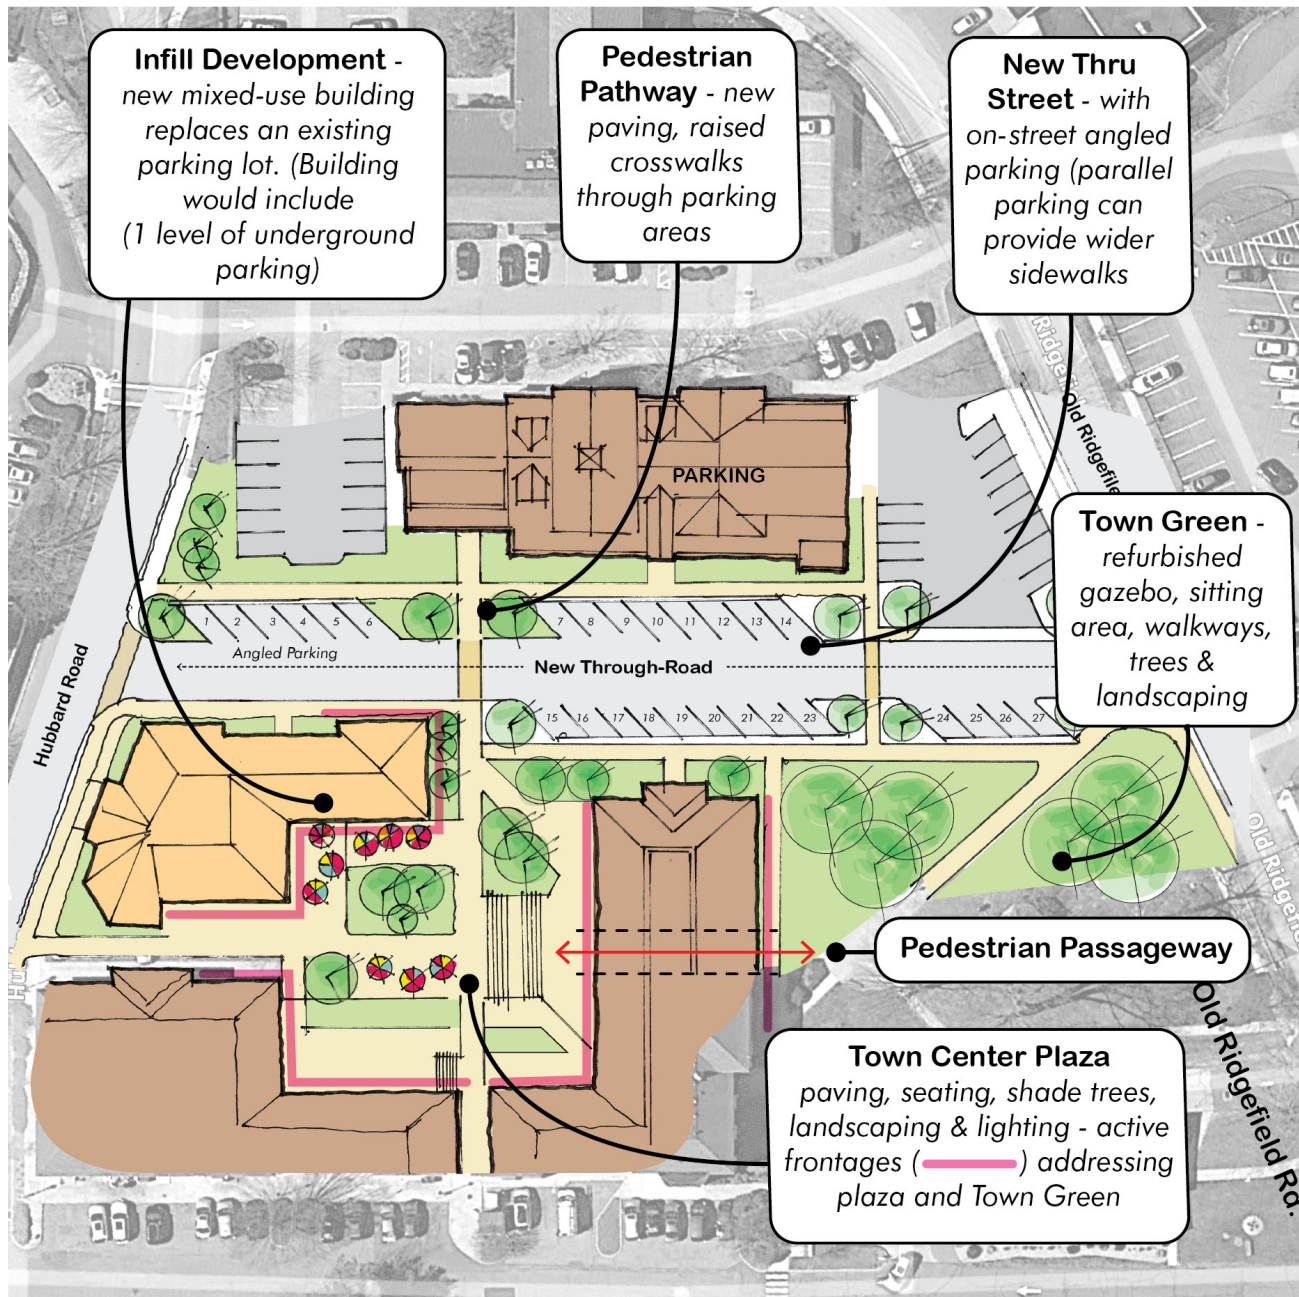 Infill Development -
new mixed-use building
replaces an existing
parking lot. (Building
would include
(1 level of underground
parking)
Pedestrian
Pathway - new
paving, raised
crosswalks
through parking
areas
New Thru
Street - with
on-street angled
parking (parallel
parking can
provide wider
sidewalks
Ridgefield
Old Ridgefile
PARKING
Town Green -
refurbished
gazebo, sitting
area, walkways,
trees &
landscaping
1 2 3 4 5 6
7 8 9 10 11 12 13 14
Angled Parking
New Through-Road
Hubbard Road
15 16 17 18 19 20 21 22 23
24 25 26 27
Old Ridgefield
Pedestrian Passageway
Hu
Old Ridgefield Rd.
Town Center Plaza
paving, seating, shade trees,
landscaping & lighting - active
frontages ( ) addressing
plaza and Town Green